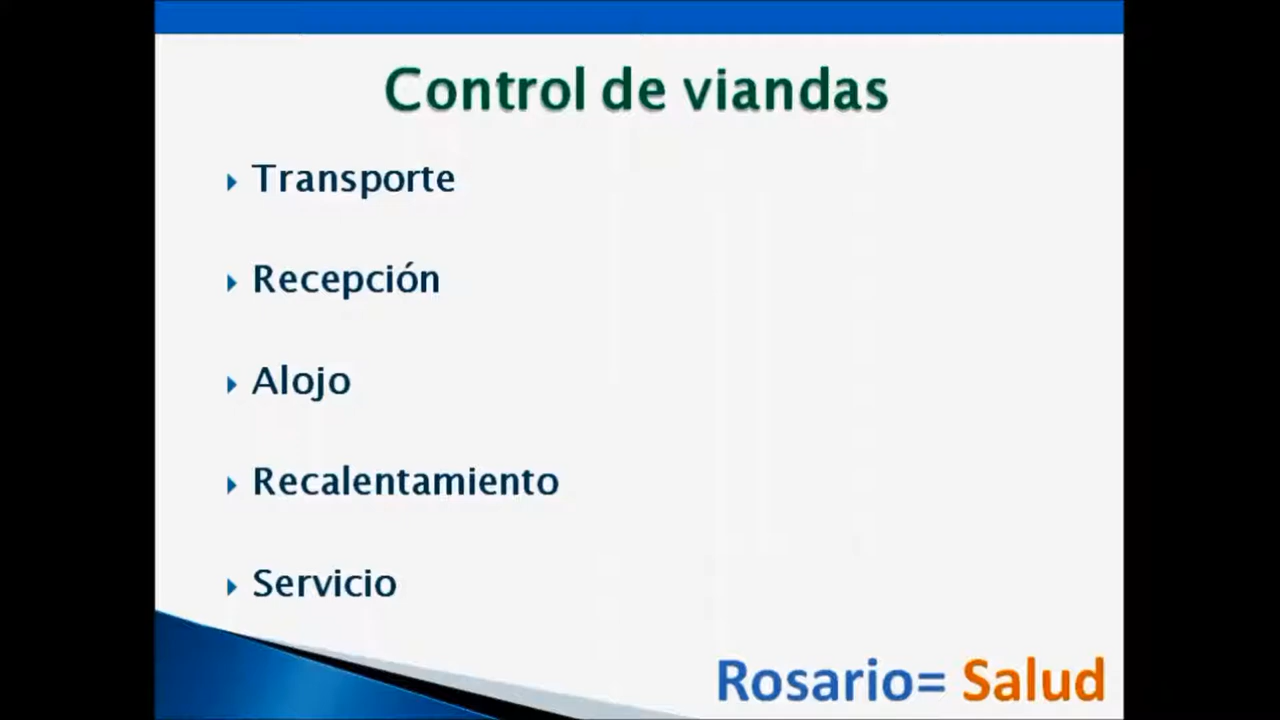 Control de viandas
Transporte
Recepción
Alojo
Recalentamiento
Servicio
Rosario= Salud